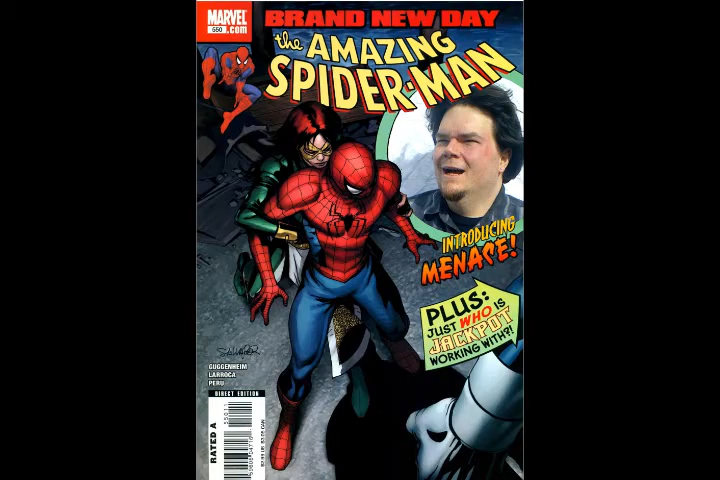 MARVEL
550 .com
BRAND NEW DAY
the AMAZING
SPIDER-MAN
INTRODUCING
MENACE!
PLUS:
JUST WHO IS
JACKPOT
WORKING WITH?!
GUGGENHEIM
LARROCA
PERU
DIRECT EDITION
RATED A